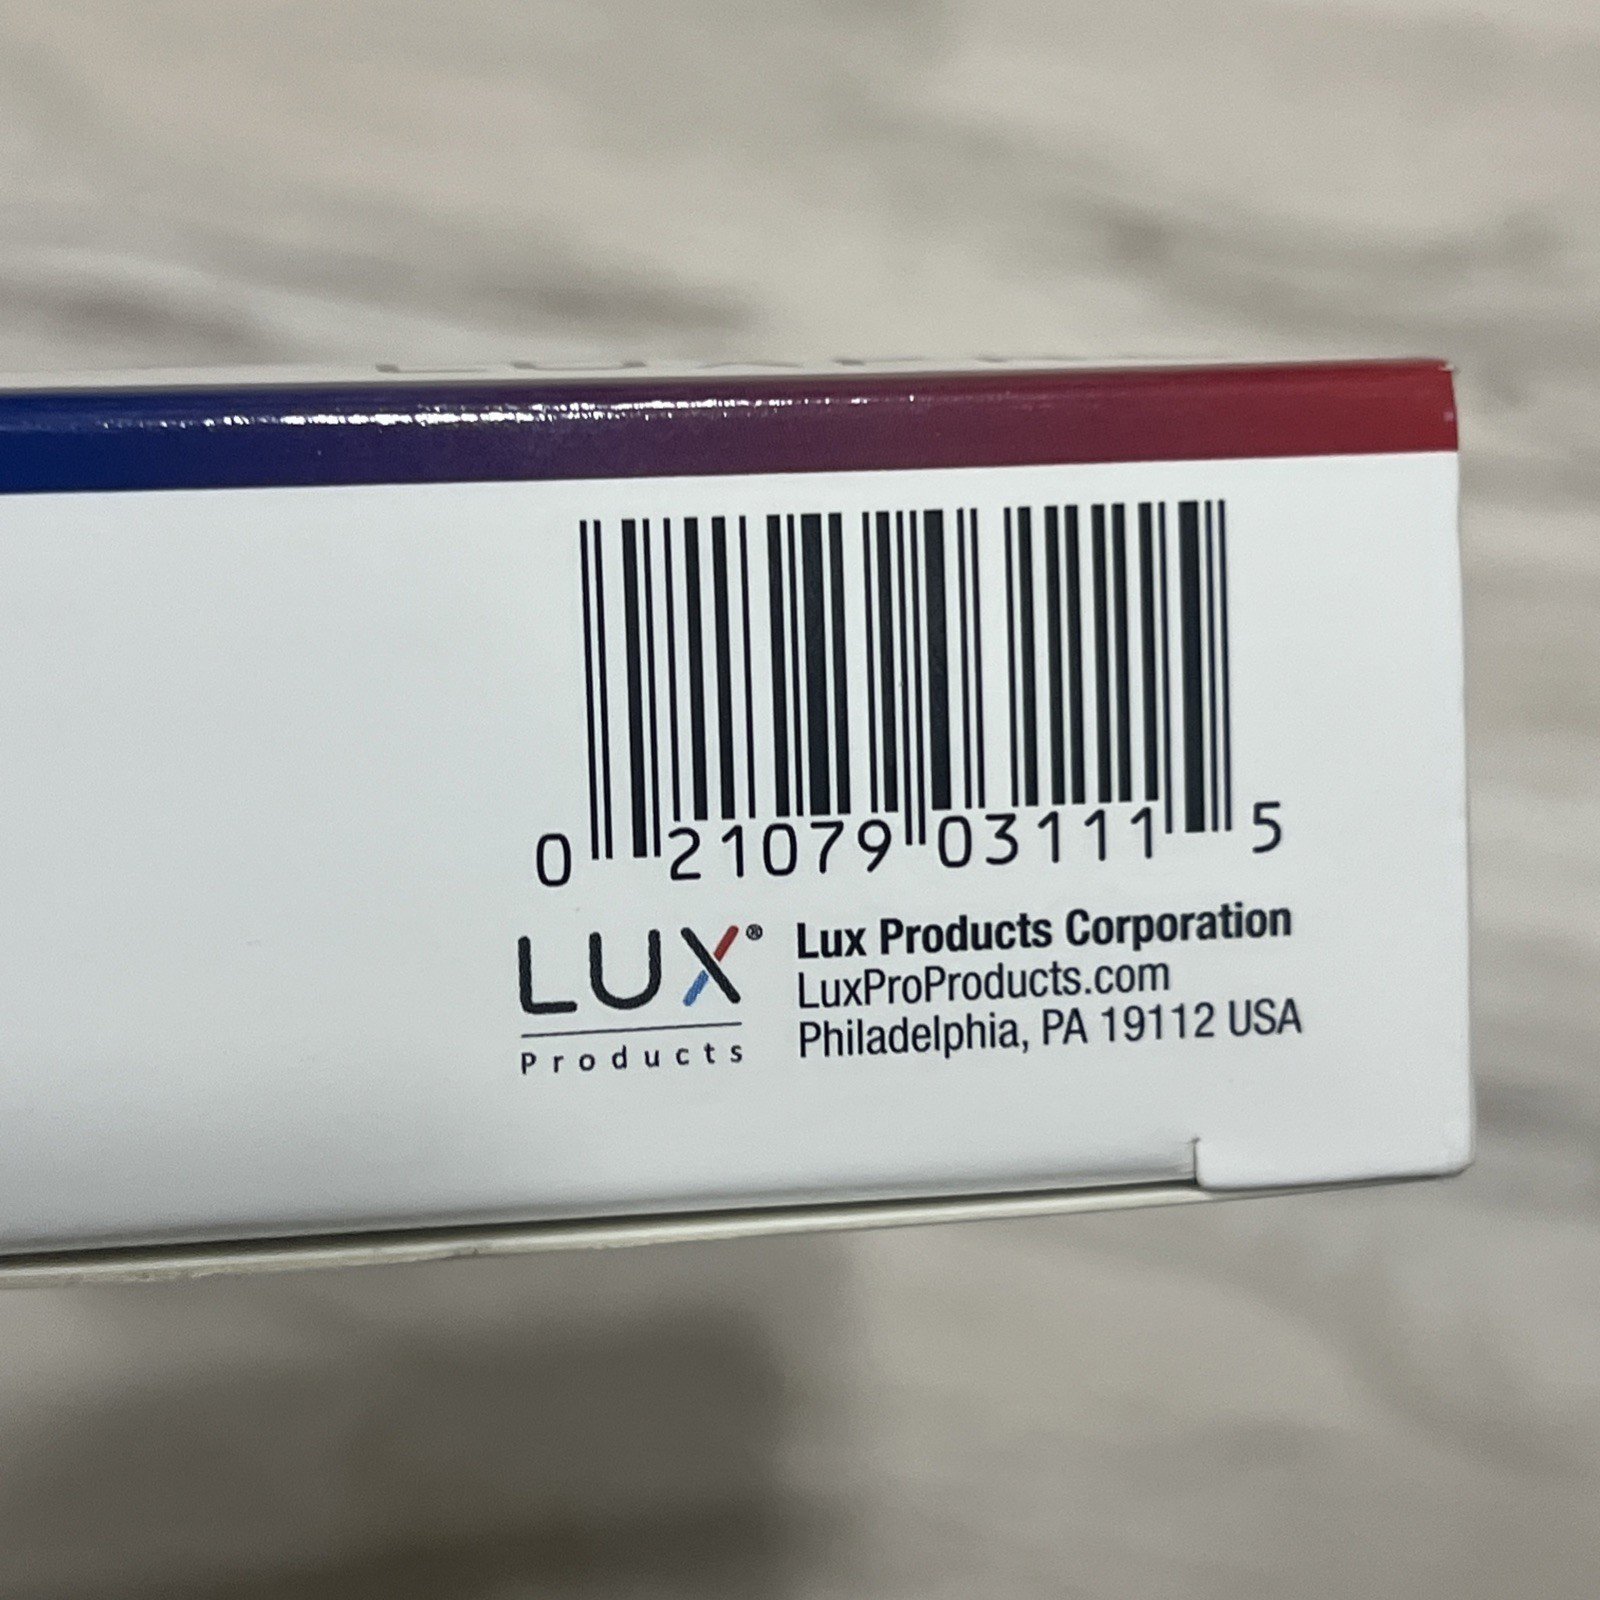 0 21079 03111 5
LUX®
Products
Lux Products Corporation
LuxProProducts.com
Philadelphia, PA 19112 USA